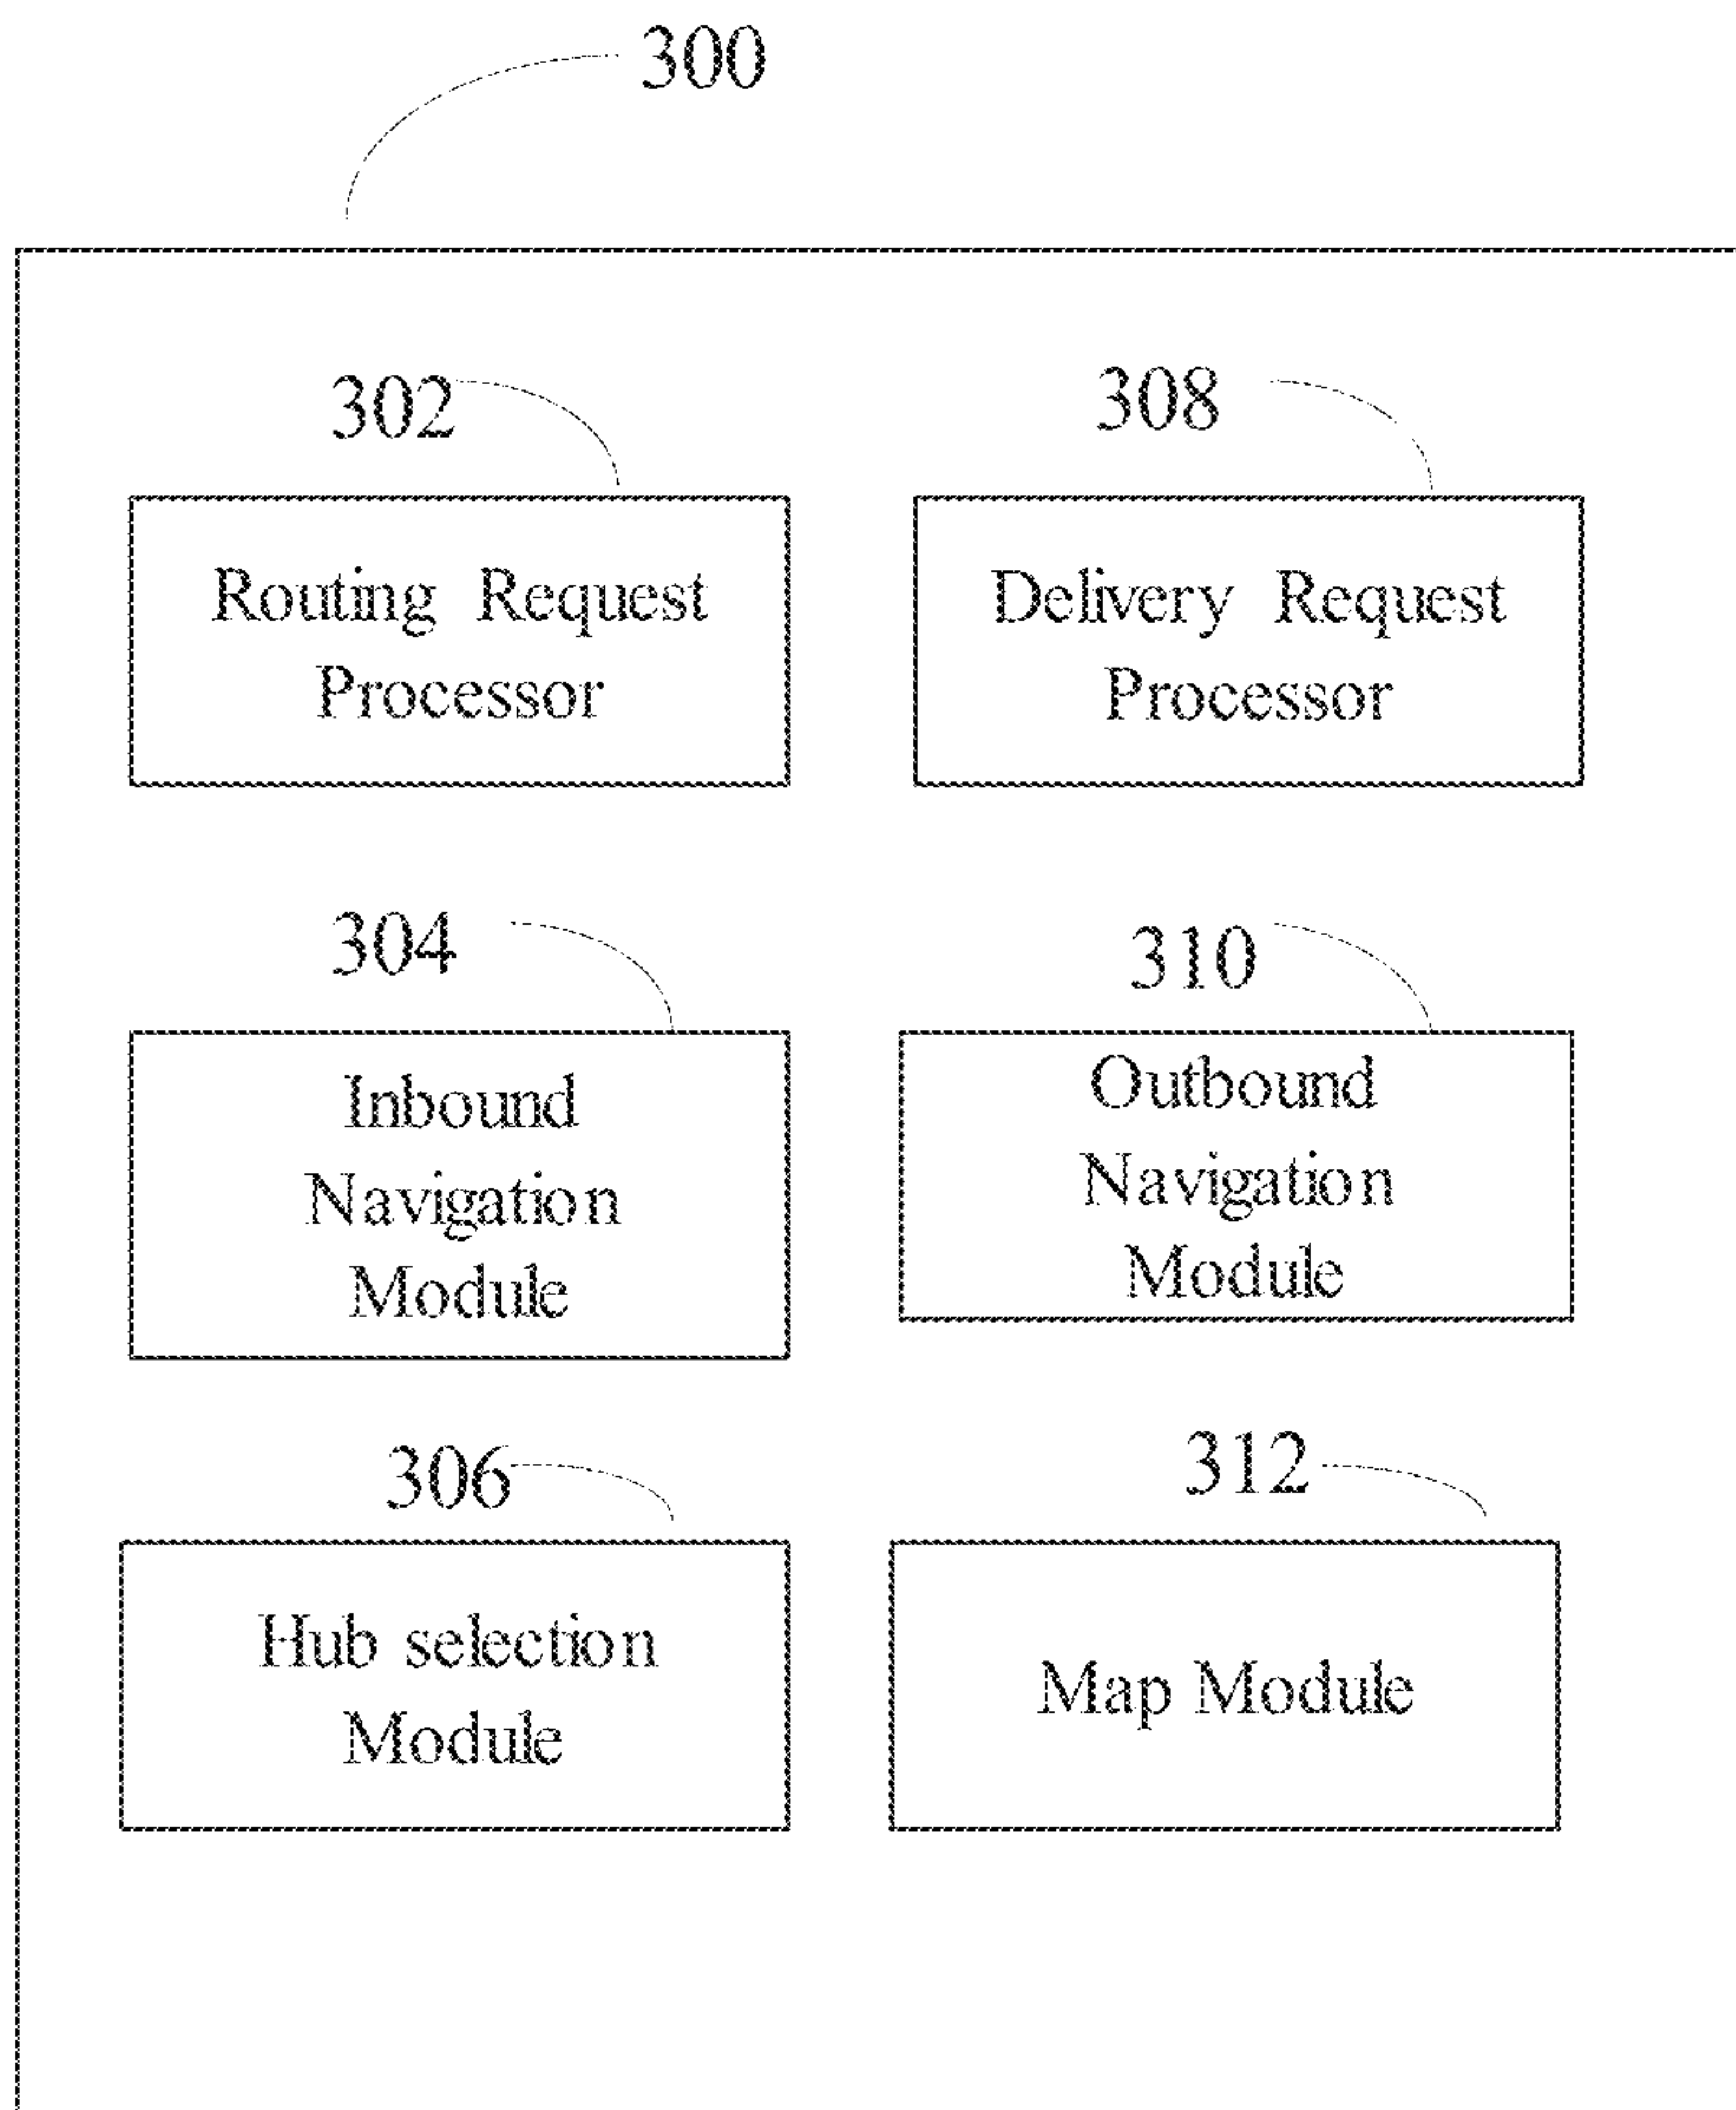 300
302
308
Routing Request
Processor
Delivery Request
Processor
304
310
Inbound
Navigation
Module
Outbound
Navigation
Module
306
312
Hub selection
Module
Map Module